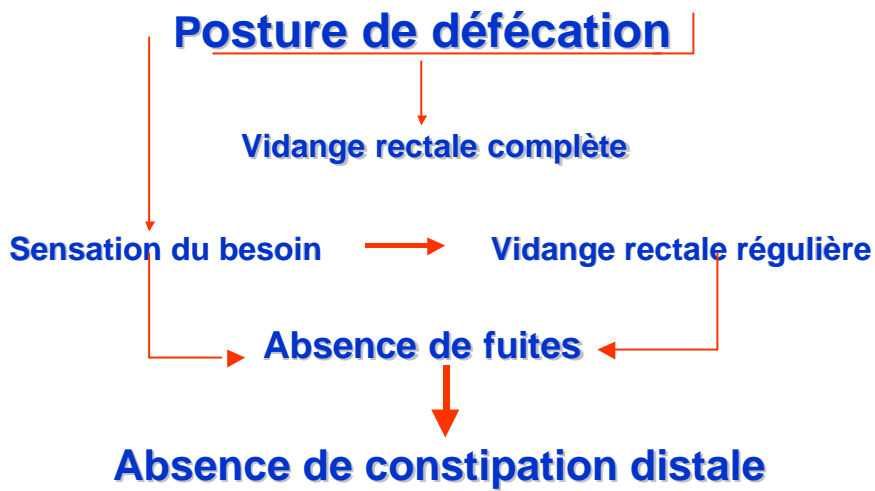 Posture de défécation
Vidange rectale complète
Sensation du besoin
Vidange rectale régulière
Absence de fuites
Absence de constipation distale